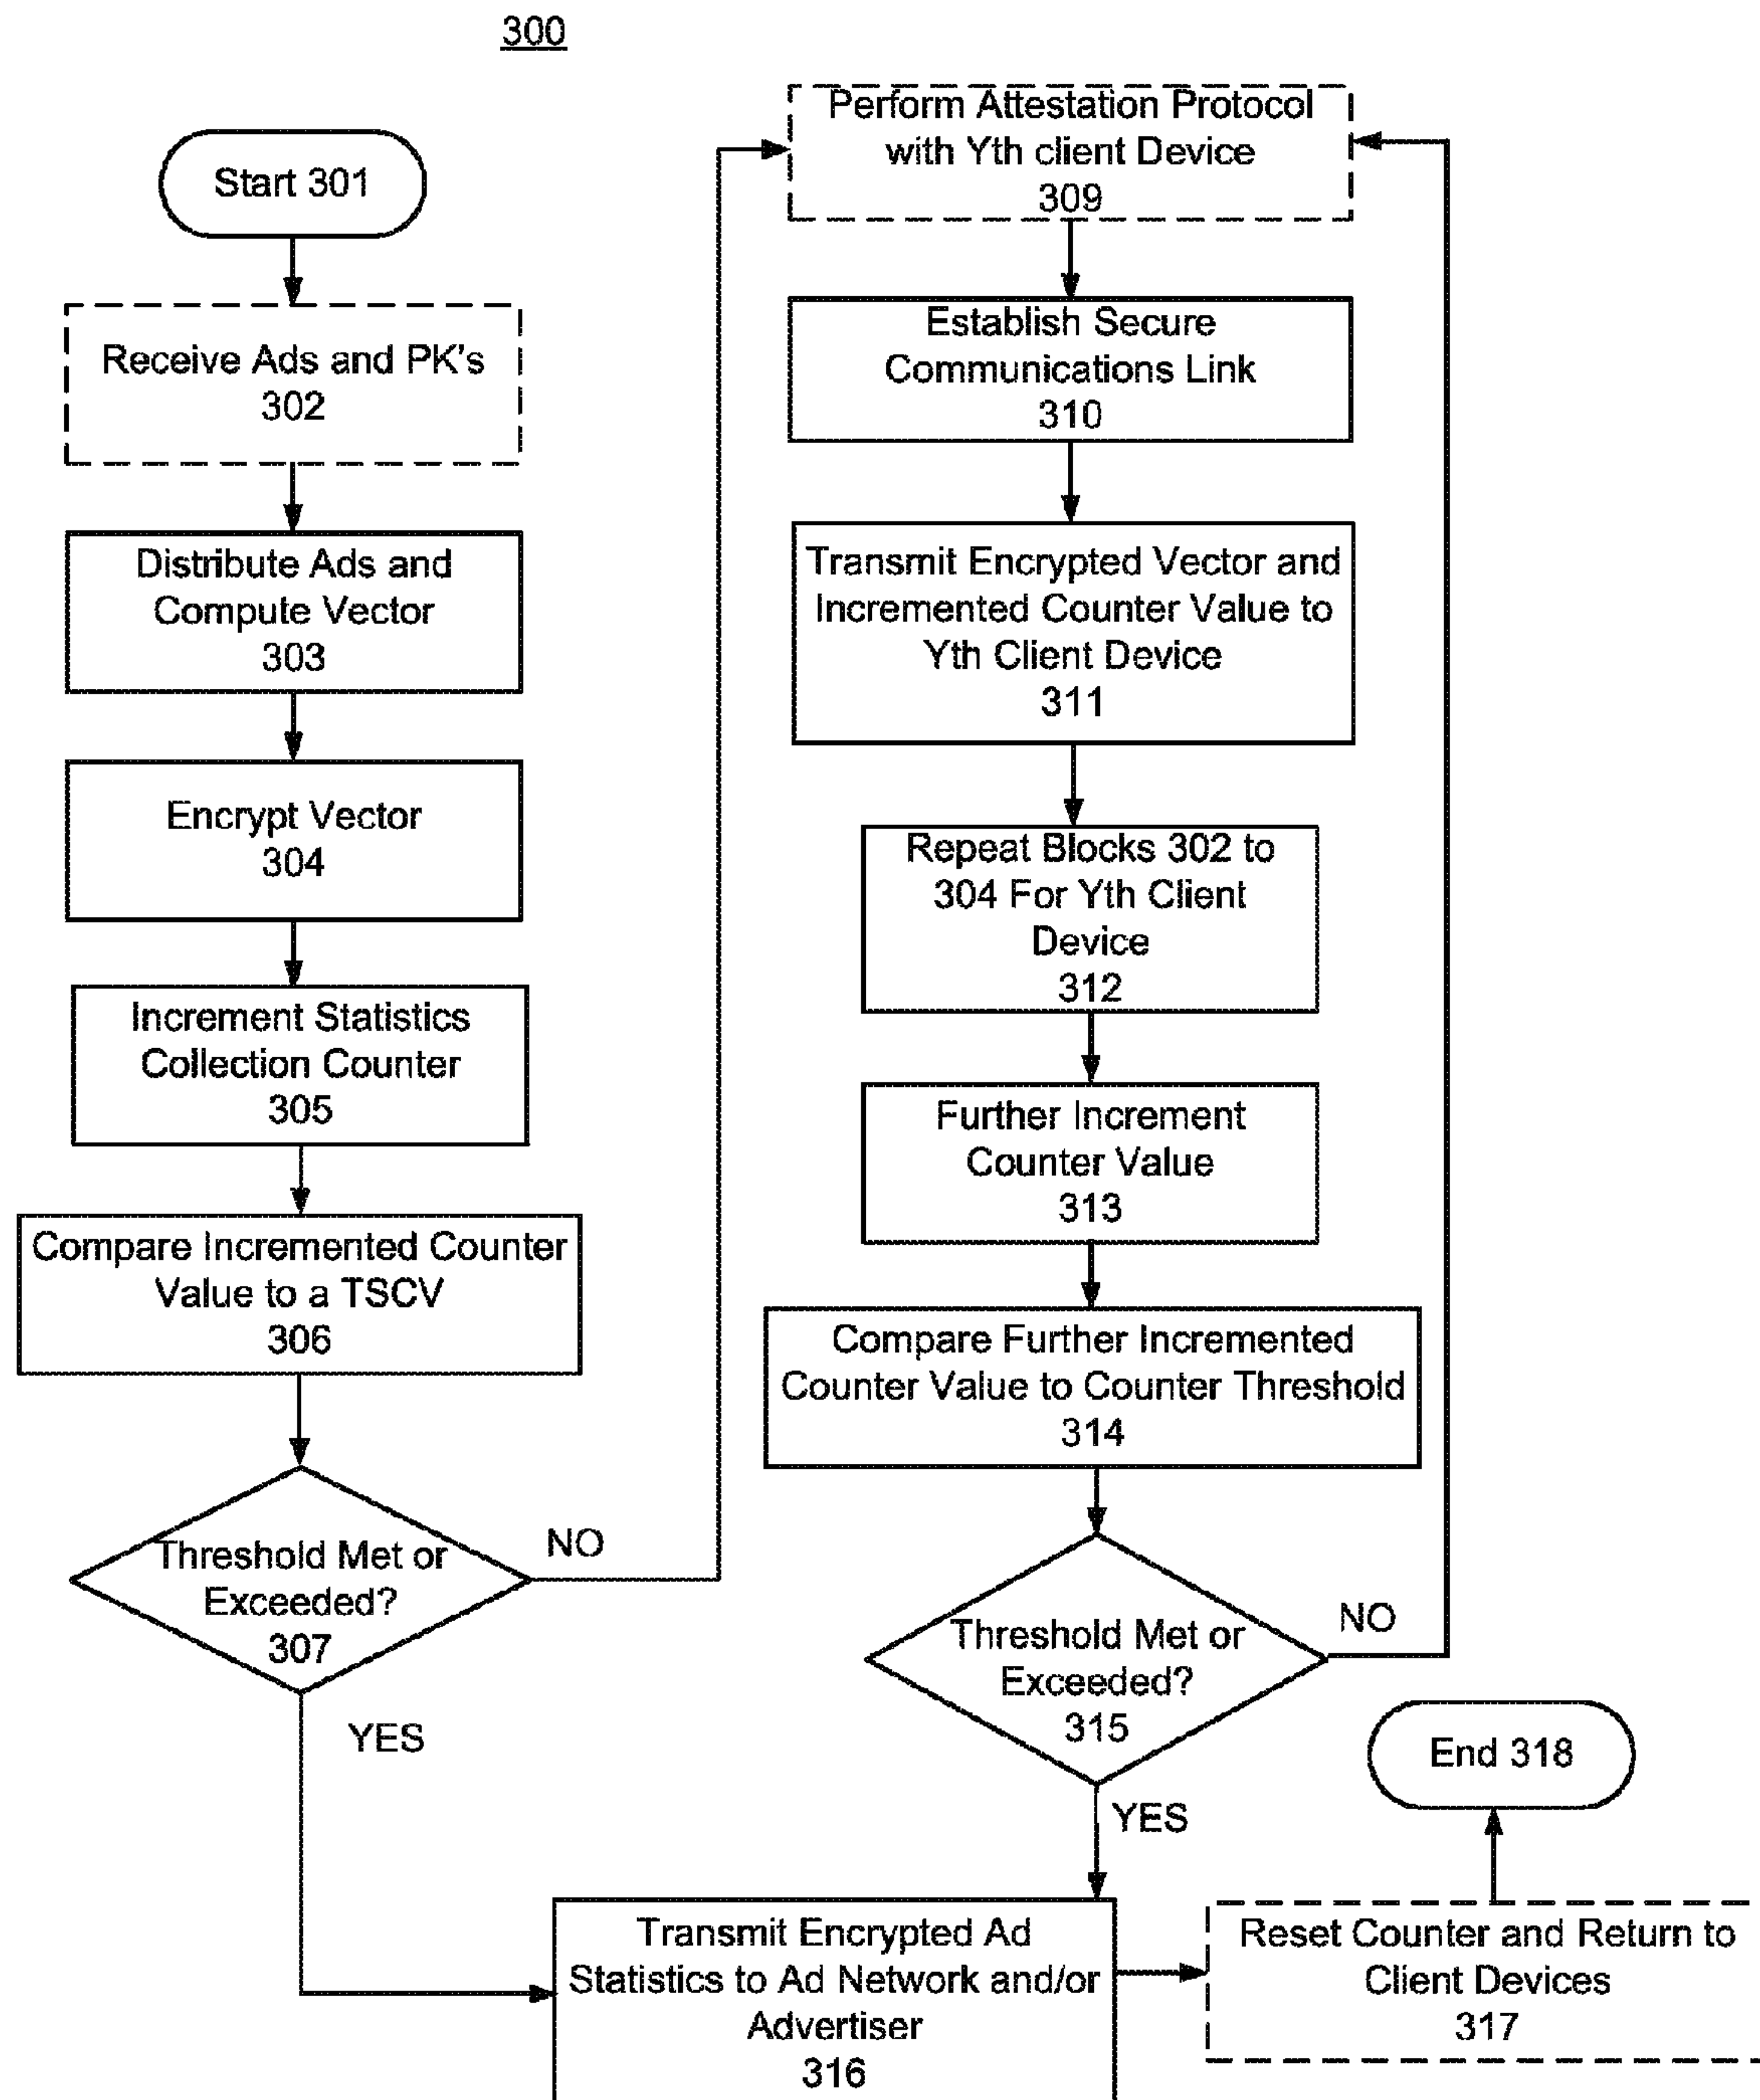 300
Start 301
Receive Ads and PK's
302
Distribute Ads and
Compute Vector
303
Encrypt Vector
304
Increment Statistics
Collection Counter
305
Compare Incremented Counter
Value to a TSCV
306
Threshold Met or
Exceeded?
307
NO
YES
Perform Attestation Protocol
with Yth client Device
309
Establish Secure
Communications Link
310
Transmit Encrypted Vector and
Incremented Counter Value to
Yth Client Device
311
Repeat Blocks 302 to
304 For Yth Client
Device
312
Further Increment
Counter Value
313
Compare Further Incremented
Counter Value to Counter Threshold
314
Threshold Met or
Exceeded?
315
NO
YES
Transmit Encrypted Ad
Statistics to Ad Network and/or
Advertiser
316
Reset Counter and Return to
Client Devices
317
End 318